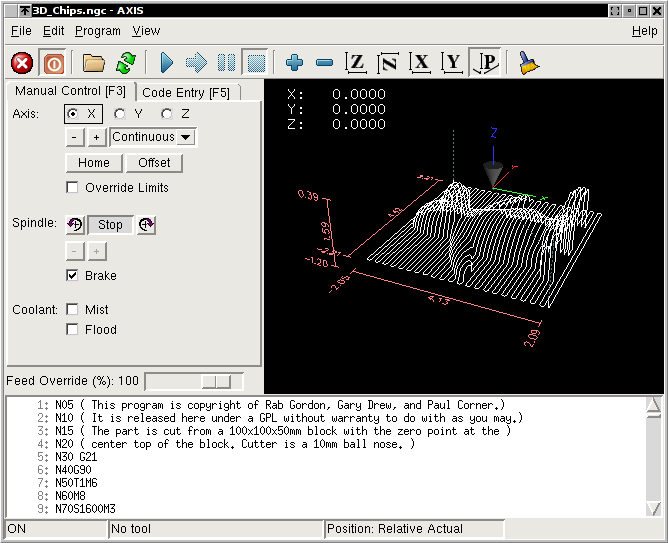 3D_Chips.ngc - AXIS
File Edit Program View Help
Z N X Y P
Manual Control [F3] Code Entry [F5]
Axis: X Y Z
- + Continuous
Home Offset
Override Limits
Spindle: Stop
- +
Brake
Coolant: Mist
Flood
Feed Override (%): 100
X: 0.0000
Y: 0.0000
Z: 0.0000
Z
Y
X
0.39
1.59
-1.20
-2.05
4.13
2.09
1: N05 ( This program is copyright of Rab Gordon, Gary Drew, and Paul Corner.)
2: N10 ( It is released here under a GPL without warranty to do with as you may.)
3: N15 ( The part is cut from a 100x100x50mm block with the zero point at the )
4: N20 ( center top of the block. Cutter is a 10mm ball nose. )
5: N30 G21
6: N40G90
7: N50T1M6
8: N60M8
9: N70S1600M3
ON No tool Position: Relative Actual